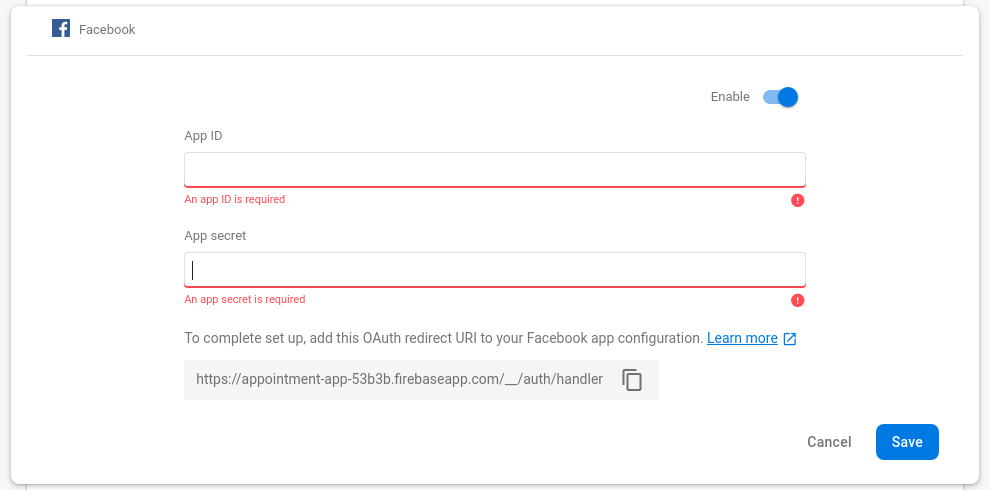 Facebook
Enable
App ID
An app ID is required
App secret
An app secret is required
To complete set up, add this OAuth redirect URI to your Facebook app configuration. Learn more
https://appointment-app-53b3b.firebaseapp.com/__/auth/handler
Cancel Save